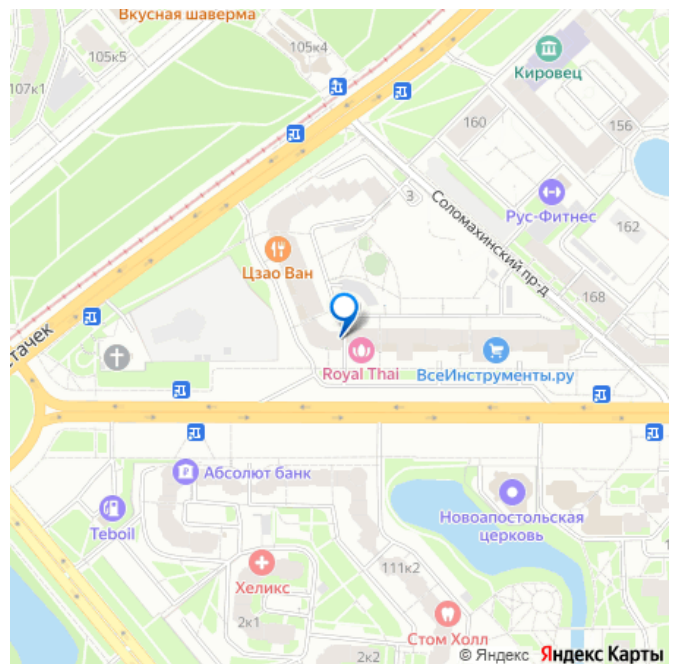 Вкусная шаверма
105к4
105к5
107к1
Кировец
160
156
3
Соломахинский пр-д
Рус-Фитнес
162
Цзао Ван
168
стачек
Royal Thai
ВсеИнструменты.ру
Абсолют банк
Teboil
Новоапостольская
церковь
Хеликс
111к2
2к1
Стом Холл
2к2
© Яндекс Яндекс Карты